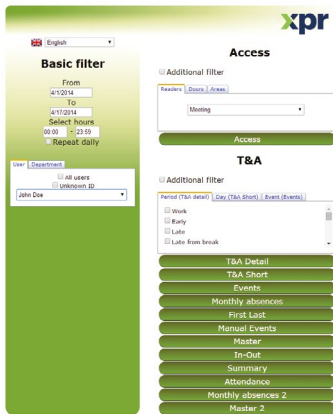 xpr
English
Basic filter
From
4/1/2014
To
4/17/2014
Select hours
00:00 - 23:59
Repeat daily
User Department
All users
Unknown ID
John Doe
Access
Additional filter
Readers Doors Areas
Meeting
Access
T&A
Additional filter
Period (T&A detail) Day (T&A Short) Event (Events)
Work
Early
Late
Late from break
T&A Detail
T&A Short
Events
Monthly absences
First Last
Manual Events
Master
In-Out
Summary
Attendance
Monthly absences 2
Master 2